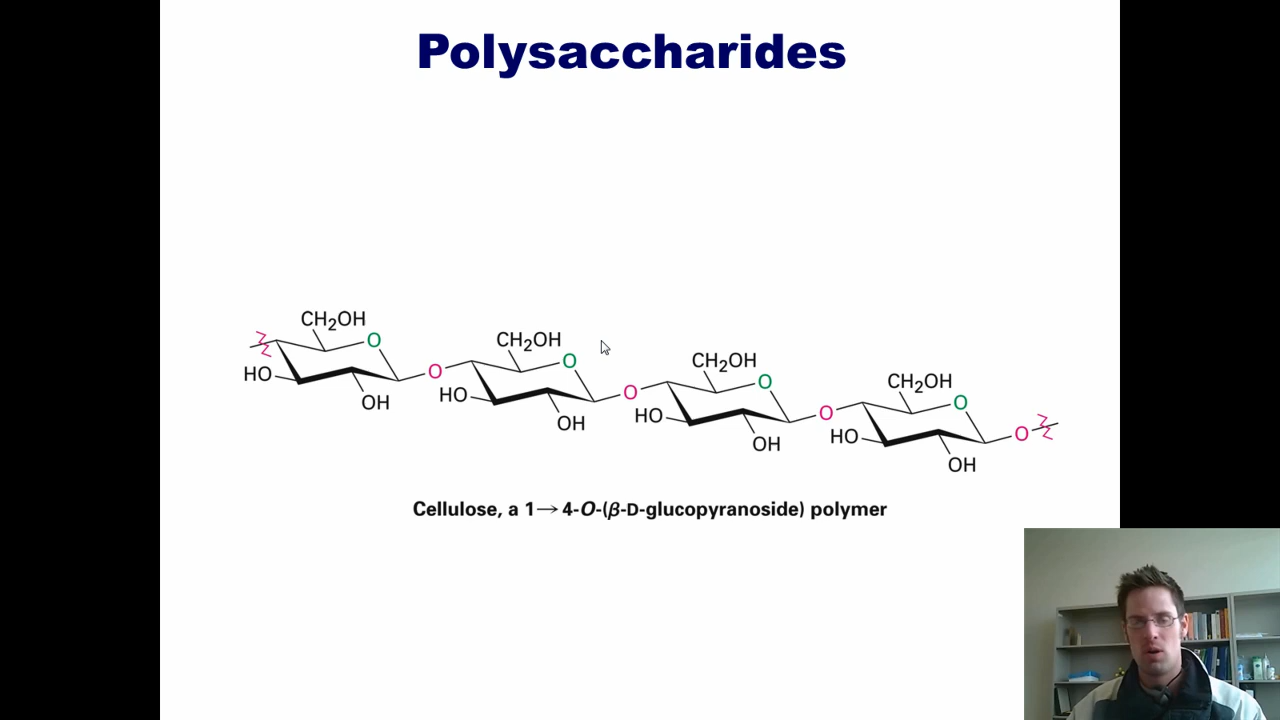 Polysaccharides
CH₂OH
O
HO
OH
O
CH₂OH
O
HO
OH
O
CH₂OH
O
HO
OH
O
CH₂OH
O
HO
OH
O
Cellulose, a 1→4-O-(β-D-glucopyranoside) polymer